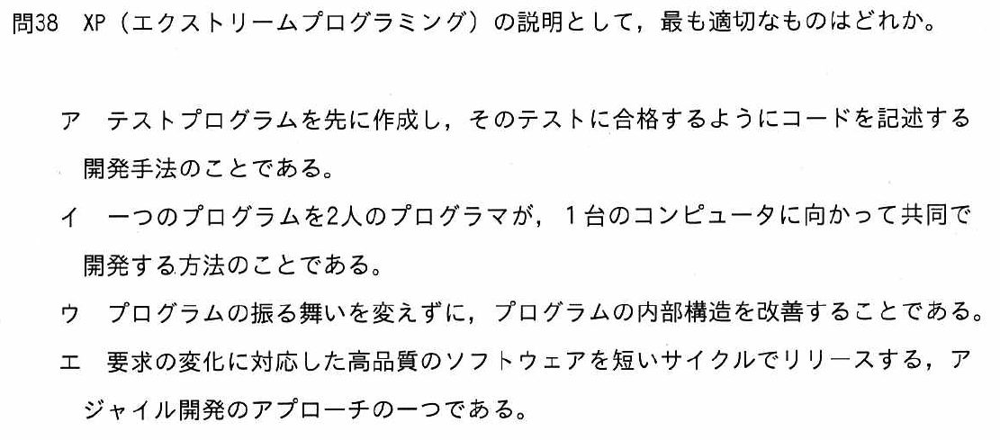 問38　XP（エクストリームプログラミング）の説明として，最も適切なものはどれか。
ア　テストプログラムを先に作成し，そのテストに合格するようにコードを記述する
開発手法のことである。
イ　一つのプログラムを2人のプログラマが，1台のコンピュータに向かって共同で
開発する方法のことである。
ウ　プログラムの振る舞いを変えずに，プログラムの内部構造を改善することである。
エ　要求の変化に対応した高品質のソフトウェアを短いサイクルでリリースする，ア
ジャイル開発のアプローチの一つである。